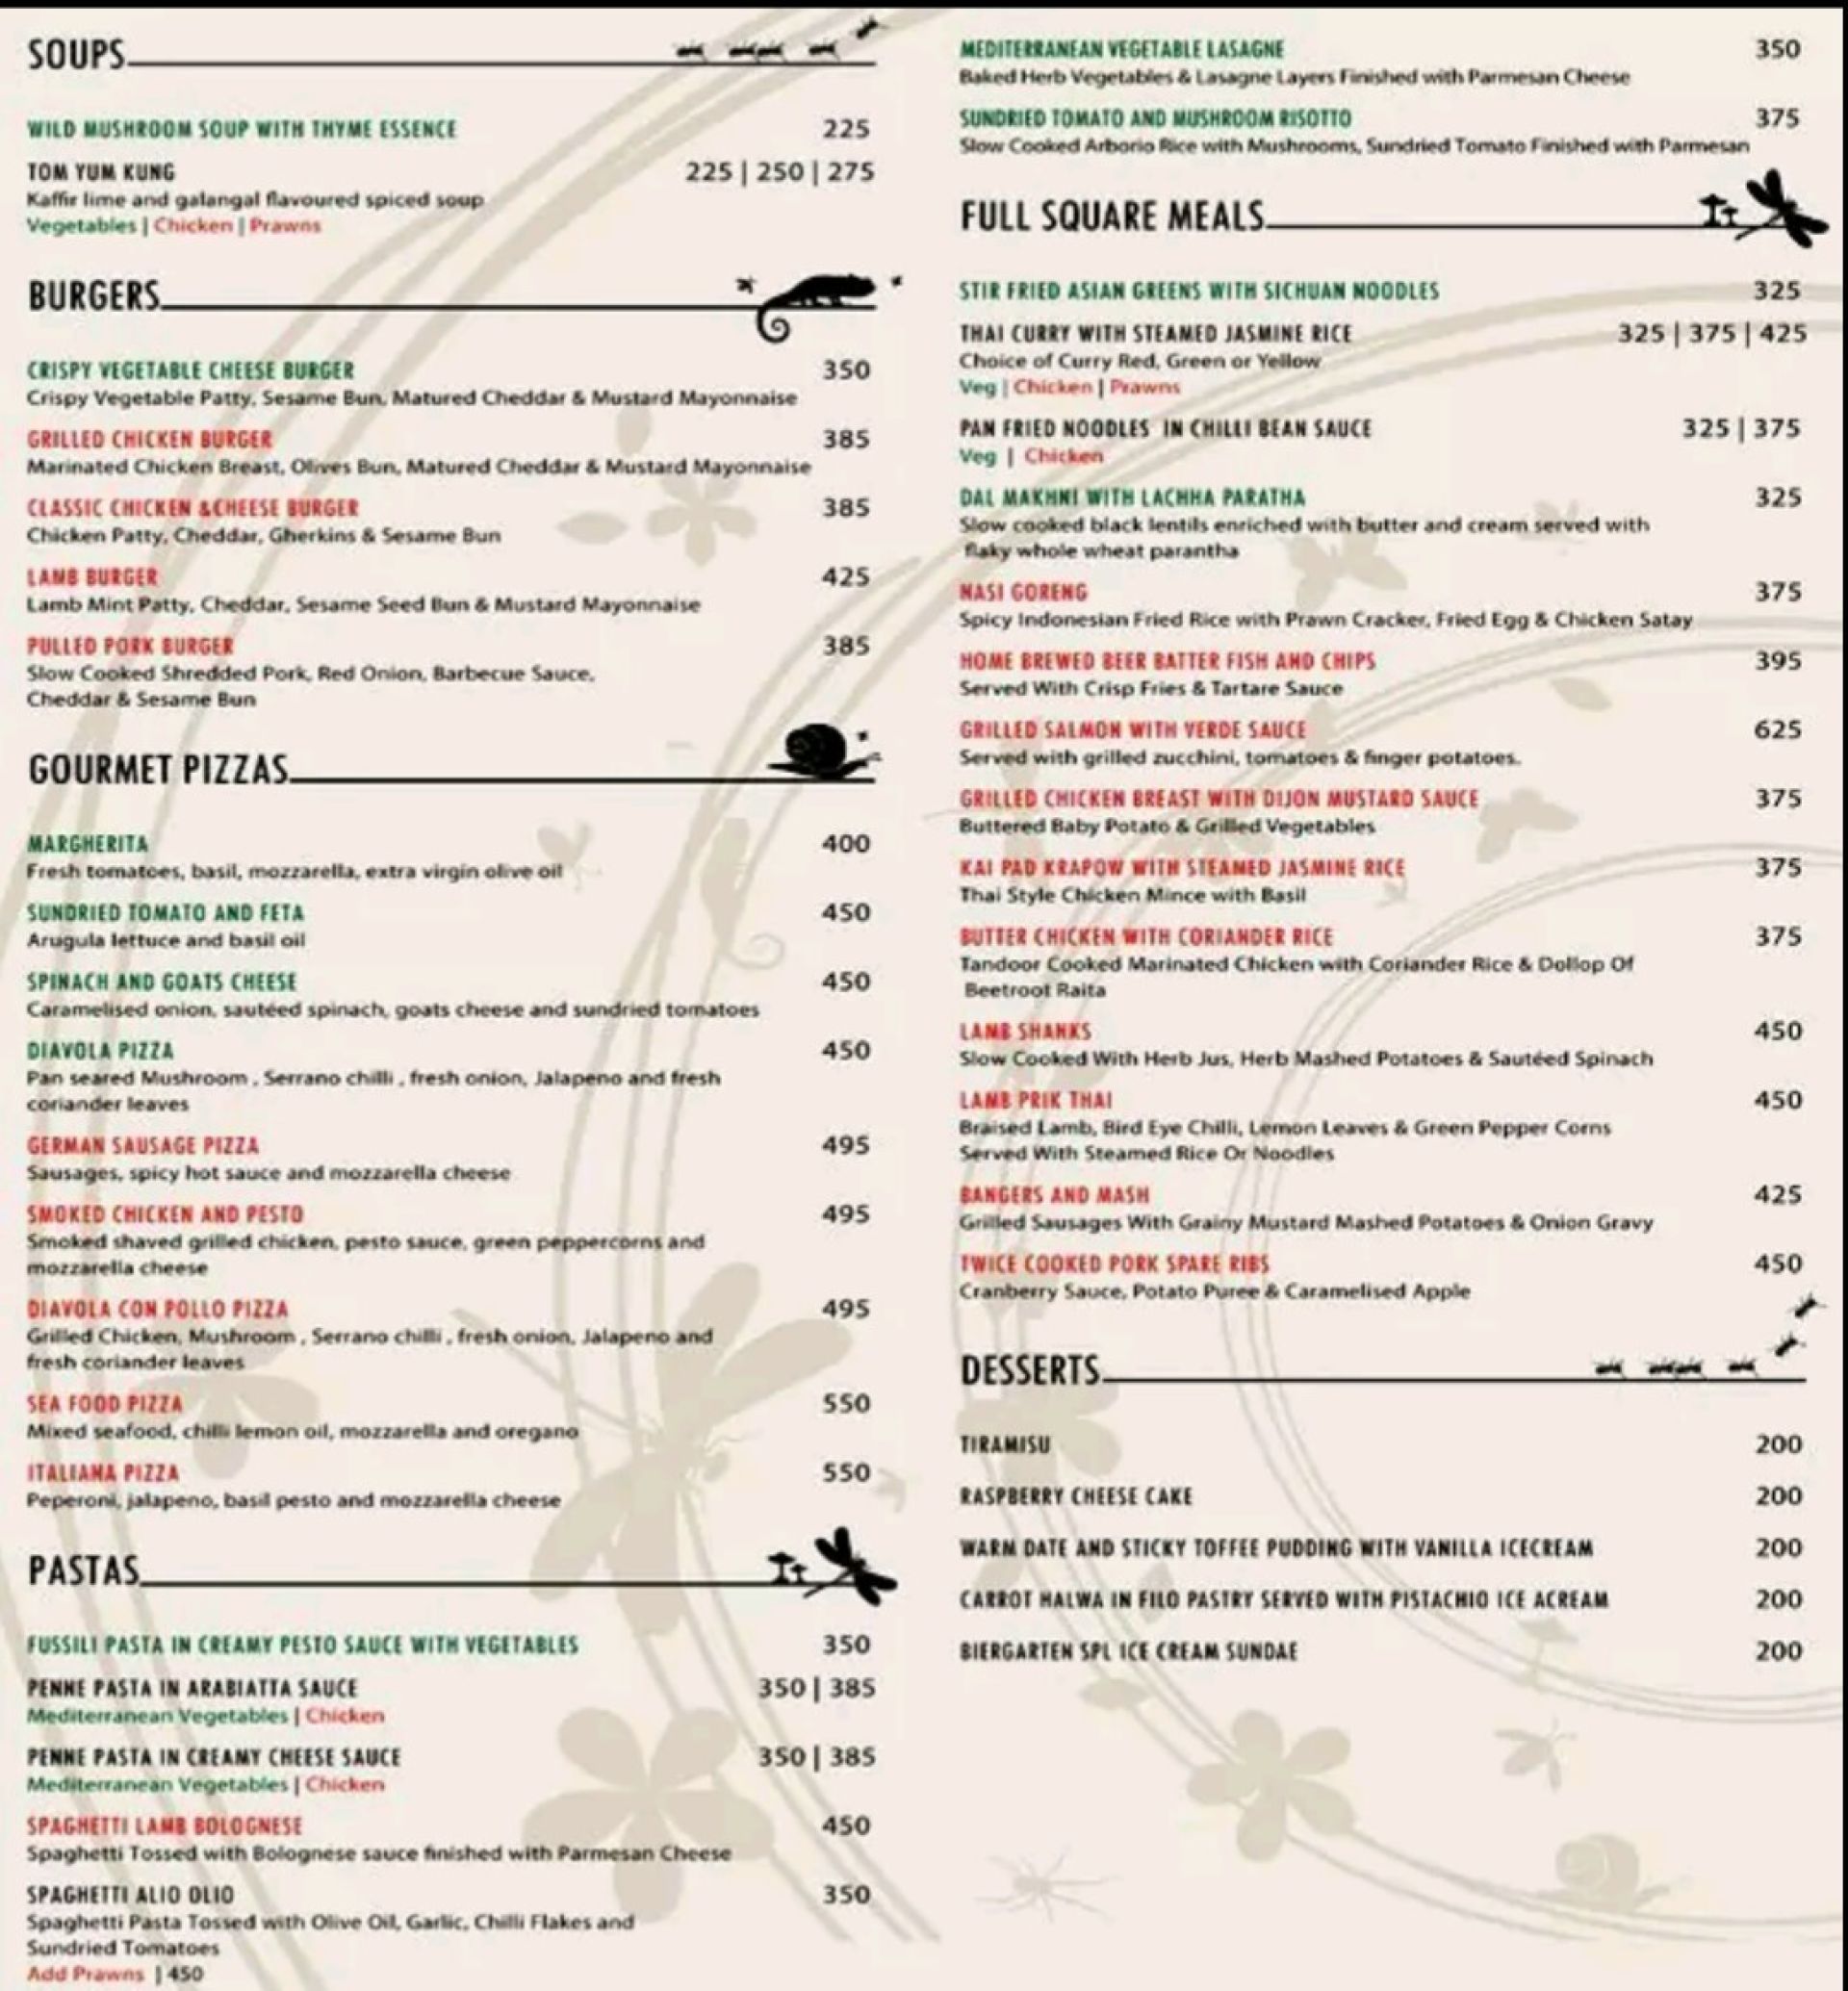 SOUPS
WILD MUSHROOM SOUP WITH THYME ESSENCE 225
TOM YUM KUNG 225 | 250 | 275
Kaffir lime and galangal flavoured spiced soup
Vegetables | Chicken | Prawns
BURGERS
CRISPY VEGETABLE CHEESE BURGER 350
Crispy Vegetable Patty, Sesame Bun, Matured Cheddar & Mustard Mayonnaise
GRILLED CHICKEN BURGER 385
Marinated Chicken Breast, Olives Bun, Matured Cheddar & Mustard Mayonnaise
CLASSIC CHICKEN &CHEESE BURGER 385
Chicken Patty, Cheddar, Gherkins & Sesame Bun
LAMB BURGER 425
Lamb Mint Patty, Cheddar, Sesame Seed Bun & Mustard Mayonnaise
PULLED PORK BURGER 385
Slow Cooked Shredded Pork, Red Onion, Barbecue Sauce,
Cheddar & Sesame Bun
GOURMET PIZZAS
MARGHERITA 400
Fresh tomatoes, basil, mozzarella, extra virgin olive oil
SUNDRIED TOMATO AND FETA 450
Arugula lettuce and basil oil
SPINACH AND GOATS CHEESE 450
Caramelised onion, sautéed spinach, goats cheese and sundried tomatoes
DIAVOLA PIZZA 450
Pan seared Mushroom , Serrano chilli , fresh onion, Jalapeno and fresh
coriander leaves
GERMAN SAUSAGE PIZZA 495
Sausages, spicy hot sauce and mozzarella cheese
SMOKED CHICKEN AND PESTO 495
Smoked shaved grilled chicken, pesto sauce, green peppercorns and
mozzarella cheese
DIAVOLA CON POLLO PIZZA 495
Grilled Chicken, Mushroom , Serrano chilli , fresh onion, Jalapeno and
fresh coriander leaves
SEA FOOD PIZZA 550
Mixed seafood, chilli lemon oil, mozzarella and oregano
ITALIANA PIZZA 550
Peperoni, jalapeno, basil pesto and mozzarella cheese
PASTAS
FUSSILI PASTA IN CREAMY PESTO SAUCE WITH VEGETABLES 350
PENNE PASTA IN ARABIATTA SAUCE 350 | 385
Mediterranean Vegetables | Chicken
PENNE PASTA IN CREAMY CHEESE SAUCE 350 | 385
Mediterranean Vegetables | Chicken
SPAGHETTI LAMB BOLOGNESE 450
Spaghetti Tossed with Bolognese sauce finished with Parmesan Cheese
SPAGHETTI ALIO OLIO 350
Spaghetti Pasta Tossed with Olive Oil, Garlic, Chilli Flakes and
Sundried Tomatoes
Add Prawns | 450
MEDITERRANEAN VEGETABLE LASAGNE 350
Baked Herb Vegetables & Lasagne Layers Finished with Parmesan Cheese
SUNDRIED TOMATO AND MUSHROOM RISOTTO 375
Slow Cooked Arborio Rice with Mushrooms, Sundried Tomato Finished with Parmesan
FULL SQUARE MEALS
STIR FRIED ASIAN GREENS WITH SICHUAN NOODLES 325
THAI CURRY WITH STEAMED JASMINE RICE 325 | 375 | 425
Choice of Curry Red, Green or Yellow
Veg | Chicken | Prawns
PAN FRIED NOODLES IN CHILLI BEAN SAUCE 325 | 375
Veg | Chicken
DAL MAKHNI WITH LACHHA PARATHA 325
Slow cooked black lentils enriched with butter and cream served with
flaky whole wheat parantha
NASI GORENG 375
Spicy Indonesian Fried Rice with Prawn Cracker, Fried Egg & Chicken Satay
HOME BREWED BEER BATTER FISH AND CHIPS 395
Served With Crisp Fries & Tartare Sauce
GRILLED SALMON WITH VERDE SAUCE 625
Served with grilled zucchini, tomatoes & finger potatoes.
GRILLED CHICKEN BREAST WITH DIJON MUSTARD SAUCE 375
Buttered Baby Potato & Grilled Vegetables
KAI PAD KRAPOW WITH STEAMED JASMINE RICE 375
Thai Style Chicken Mince with Basil
BUTTER CHICKEN WITH CORIANDER RICE 375
Tandoor Cooked Marinated Chicken with Coriander Rice & Dollop Of
Beetroot Raita
LAMB SHANKS 450
Slow Cooked With Herb Jus, Herb Mashed Potatoes & Sautéed Spinach
LAMB PRIK THAI 450
Braised Lamb, Bird Eye Chilli, Lemon Leaves & Green Pepper Corns
Served With Steamed Rice Or Noodles
BANGERS AND MASH 425
Grilled Sausages With Grainy Mustard Mashed Potatoes & Onion Gravy
TWICE COOKED PORK SPARE RIBS 450
Cranberry Sauce, Potato Puree & Caramelised Apple
DESSERTS
TIRAMISU 200
RASPBERRY CHEESE CAKE 200
WARM DATE AND STICKY TOFFEE PUDDING WITH VANILLA ICECREAM 200
CARROT HALWA IN FILO PASTRY SERVED WITH PISTACHIO ICE ACREAM 200
BIERGARTEN SPL ICE CREAM SUNDAE 200